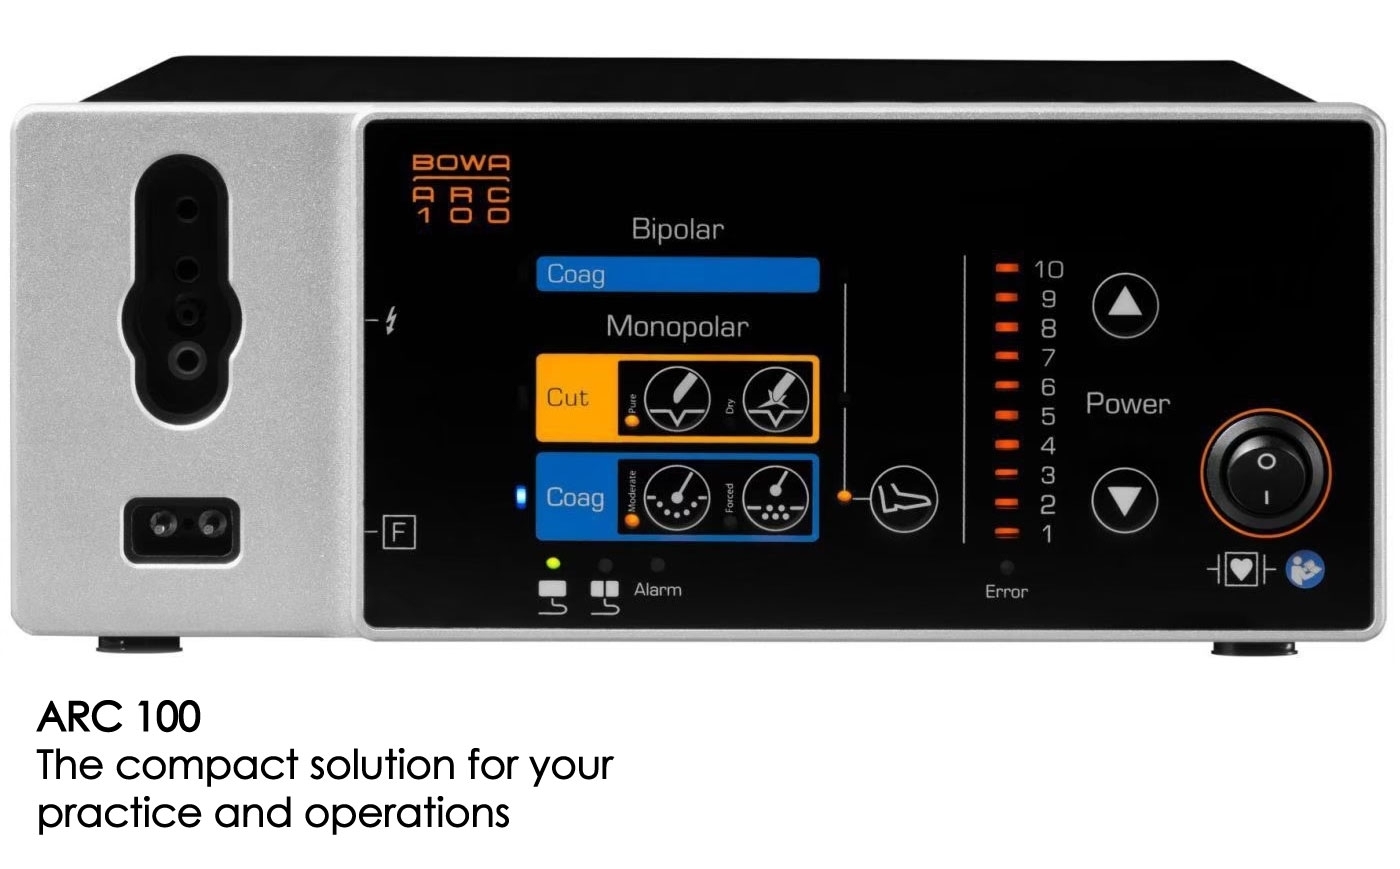 BOWA
ARC
100
Bipolar
Coag
Monopolar
Cut
Pure
Dry
Coag
Moderate
Forced
Alarm
F
10
9
8
7
6
5
4
3
2
1
Error
Power
O
I
ARC 100
The compact solution for your
practice and operations